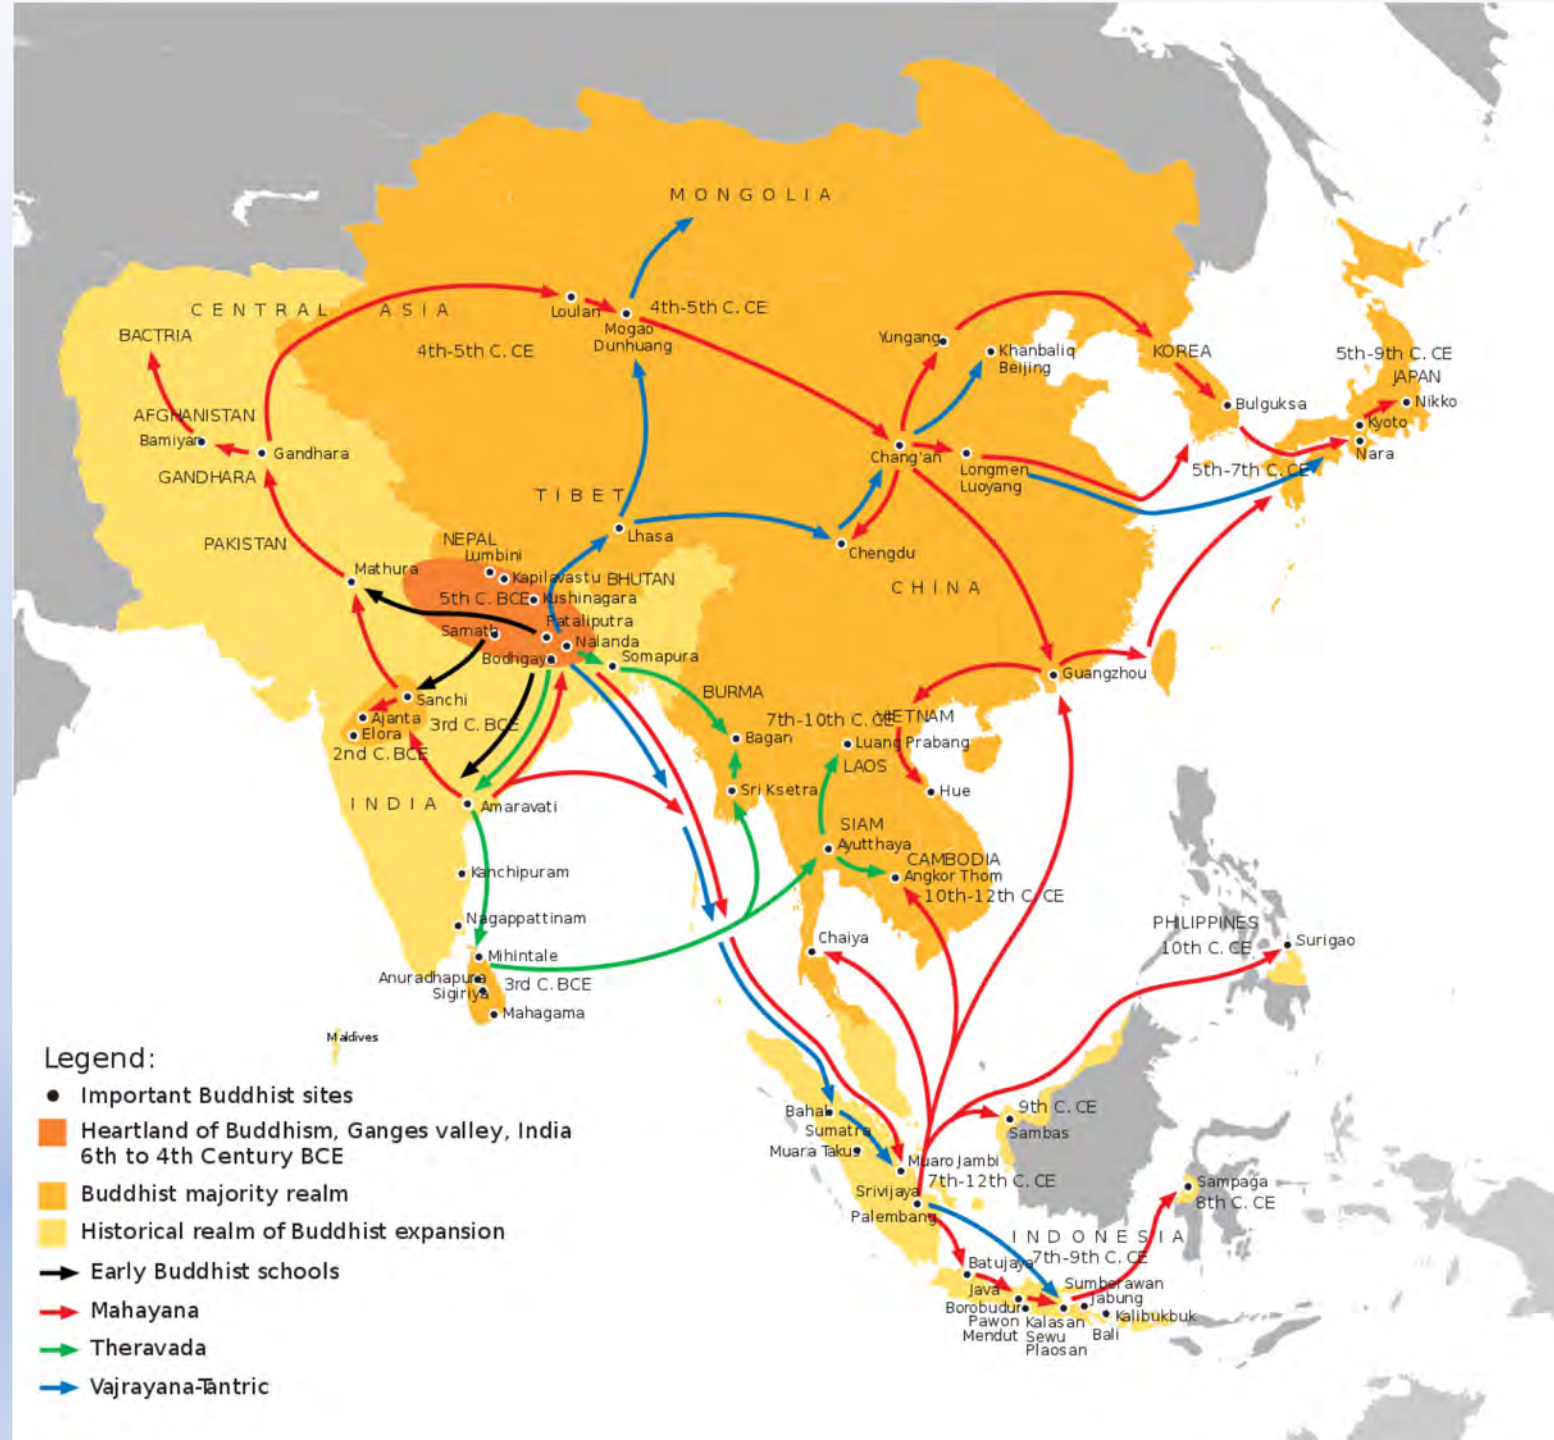 MONGOLIA
CENTRAL ASIA
BACTRIA
4th-5th C. CE
Loulan
Mogao
Dunhuang
4th-5th C. CE
Yungang
Khanbaliq
Beijing
KOREA
5th-9th C. CE
JAPAN
Nikko
Bulguksa
Kyoto
Nara
5th-7th C. CE
AFGHANISTAN
Bamiyan
Gandhara
GANDHARA
PAKISTAN
Chang'an
Longmen
Luoyang
TIBET
Lhasa
Chengdu
CHINA
NEPAL
Lumbini
Kapilavastu
BHUTAN
5th C. BCE
Kushinagara
Mathura
Pataliputra
Sarnath
Nalanda
Bodhgaya
Somapura
Guangzhou
Sanchi
Ajanta
Elora
3rd C. BCE
2nd C. BCE
INDIA
Amaravati
BURMA
7th-10th C. CE
VIETNAM
Bagan
Luang Prabang
LAOS
Sri Ksetra
Hue
SIAM
Ayutthaya
CAMBODIA
Angkor Thom
10th-12th C. CE
Kanchipuram
Nagappattinam
Mihintale
Anuradhapura
3rd C. BCE
Sigiriya
Mahagama
Maldives
Chaiya
PHILIPPINES
10th C. CE
Surigao
Bahal
Sumatra
Muara Takus
Muaro Jambi
7th-12th C. CE
Srivijaya
Palembang
9th C. CE
Sambas
Sampaga
8th C. CE
INDONESIA
7th-9th C. CE
Batujaya
Java
Sumberawan
Jabung
Borobudur
Pawon
Mendut
Kalasan
Sewu
Plaosan
Kalibukbuk
Bali
Legend:
Important Buddhist sites
Heartland of Buddhism, Ganges valley, India
6th to 4th Century BCE
Buddhist majority realm
Historical realm of Buddhist expansion
Early Buddhist schools
Mahayana
Theravada
Vajrayana-Tantric